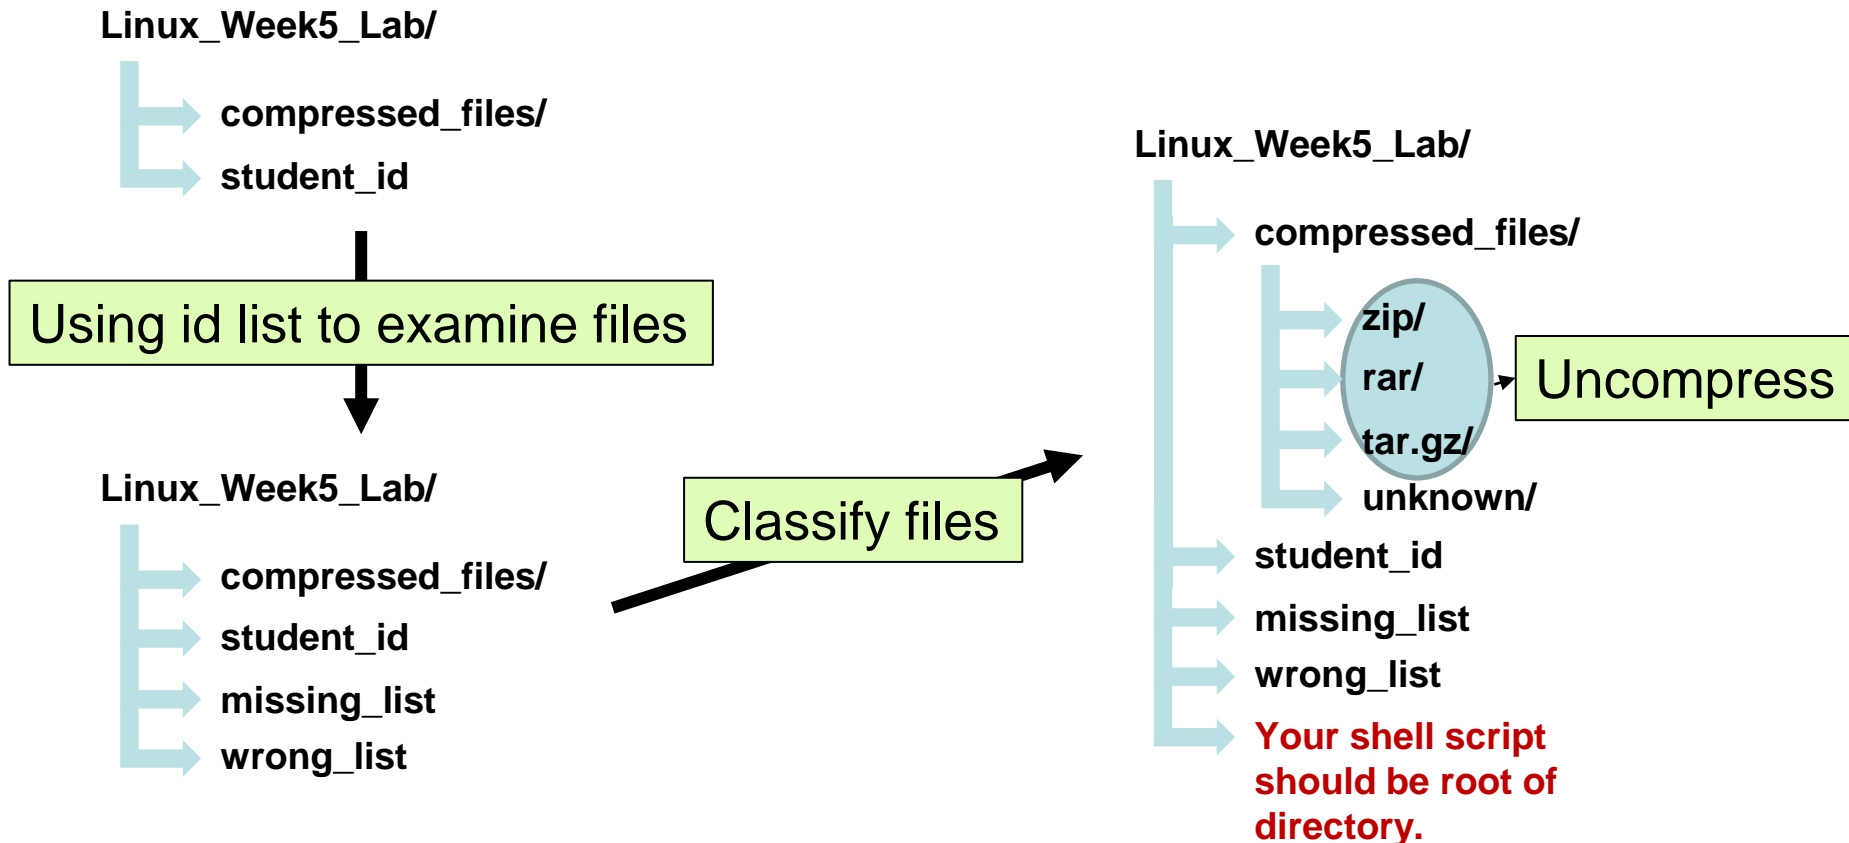 Linux_Week5_Lab/
compressed_files/
student_id
Using id list to examine files
Linux_Week5_Lab/
compressed_files/
student_id
missing_list
wrong_list
Classify files
Linux_Week5_Lab/
compressed_files/
zip/
rar/
tar.gz/
unknown/
Uncompress
student_id
missing_list
wrong_list
Your shell script
should be root of
directory.